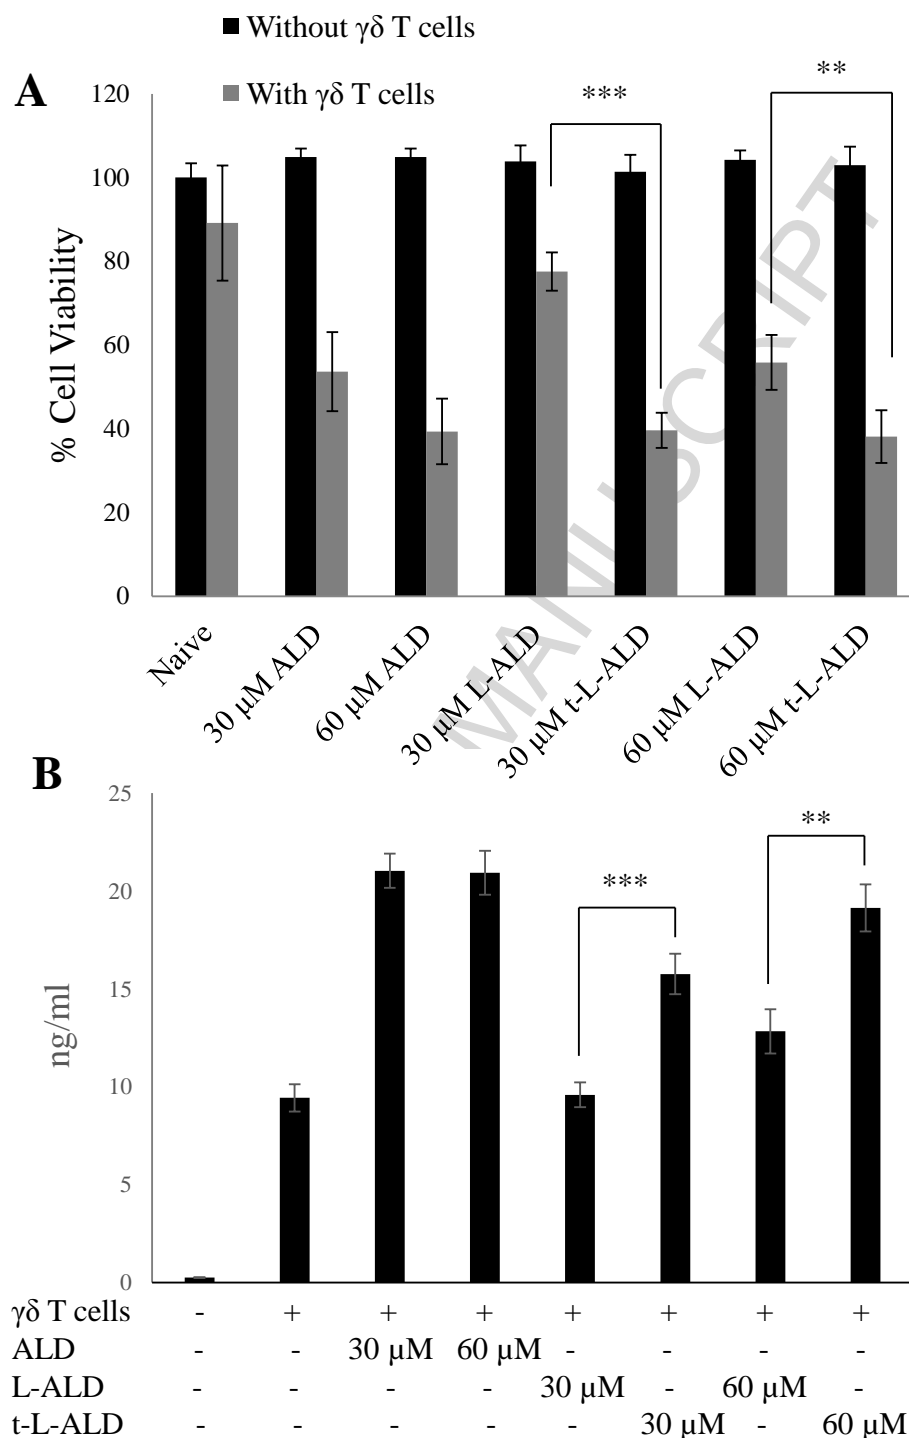 Without γδ T cells
With γδ T cells
A
120
100
80
60
40
20
0
% Cell Viability
***
**
Naive
30 μM ALD
60 μM ALD
30 μM L-ALD
30 μM t-L-ALD
60 μM L-ALD
60 μM t-L-ALD
MANUSCRIPT
B
25
20
15
10
5
0
ng/ml
***
**
γδ T cells - + + + + + + +
ALD - - 30 μM 60 μM - - - -
L-ALD - - - - 30 μM - 60 μM -
t-L-ALD - - - - - 30 μM - 60 μM